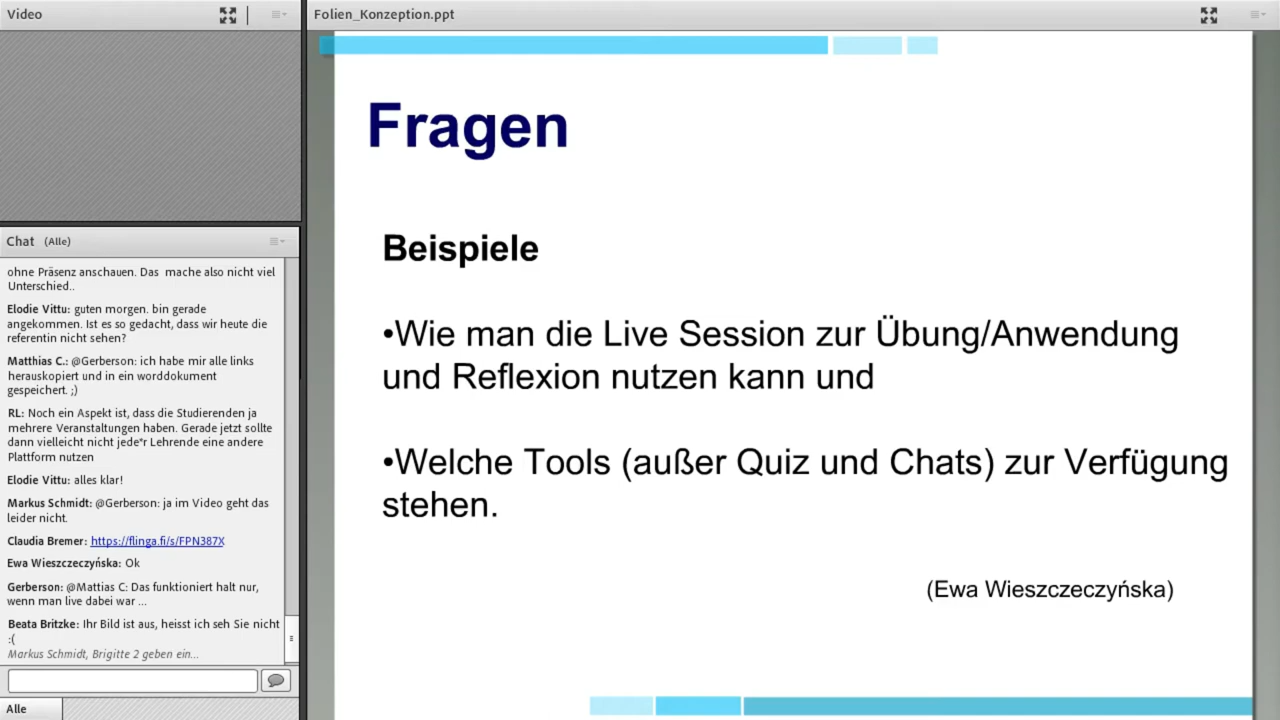 Video
Folien_Konzeption.ppt
Fragen
Beispiele
•Wie man die Live Session zur Übung/Anwendung
und Reflexion nutzen kann und
•Welche Tools (außer Quiz und Chats) zur Verfügung
stehen.
(Ewa Wieszczeczyńska)
Chat (Alle)
ohne Präsenz anschauen. Das mache also nicht viel
Unterschied..
Elodie Vittu: guten morgen. bin gerade
angekommen. Ist es so gedacht, dass wir heute die
referentin nicht sehen?
Matthias C.: @Gerberson: ich habe mir alle links
herauskopiert und in ein worddokument
gespeichert. ;)
RL: Noch ein Aspekt ist, dass die Studierenden ja
mehrere Veranstaltungen haben. Gerade jetzt sollte
dann vielleicht nicht jede*r Lehrende eine andere
Plattform nutzen
Elodie Vittu: alles klar!
Markus Schmidt: @Gerberson: ja im Video geht das
leider nicht.
Claudia Bremer: https://flinga.fi/s/FPN387X
Ewa Wieszczeczyńska: Ok
Gerberson: @Mattias C: Das funktioniert halt nur,
wenn man live dabei war ...
Beata Britzke: Ihr Bild ist aus, heisst ich seh Sie nicht
:(
Markus Schmidt, Brigitte 2 geben ein...
Alle